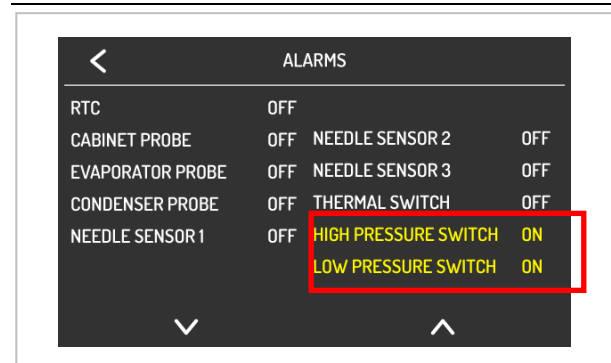 ALARMS
RTC OFF
CABINET PROBE OFF NEEDLE SENSOR 2 OFF
EVAPORATOR PROBE OFF NEEDLE SENSOR 3 OFF
CONDENSER PROBE OFF THERMAL SWITCH OFF
NEEDLE SENSOR 1 OFF HIGH PRESSURE SWITCH ON
LOW PRESSURE SWITCH ON